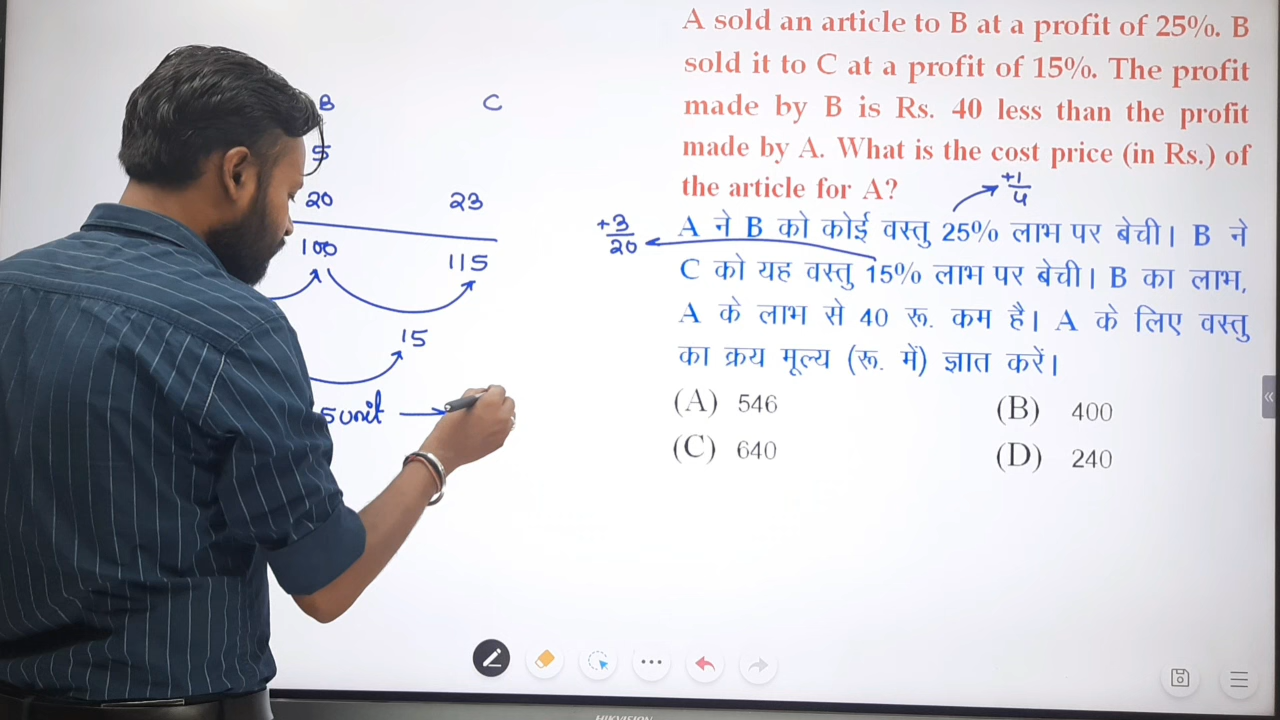 A sold an article to B at a profit of 25%. B
sold it to C at a profit of 15%. The profit
made by B is Rs. 40 less than the profit
made by A. What is the cost price (in Rs.) of
the article for A?
+1/4
A ने B को कोई वस्तु 25% लाभ पर बेची। B ने
C को यह वस्तु 15% लाभ पर बेची। B का लाभ,
A के लाभ से 40 रू. कम है। A के लिए वस्तु
का क्रय मूल्य (रू. में) ज्ञात करें।
(A) 546 (B) 400
(C) 640 (D) 240
+3/20
B C
5
20 23
100 115
15
5 unit
HIKVISION